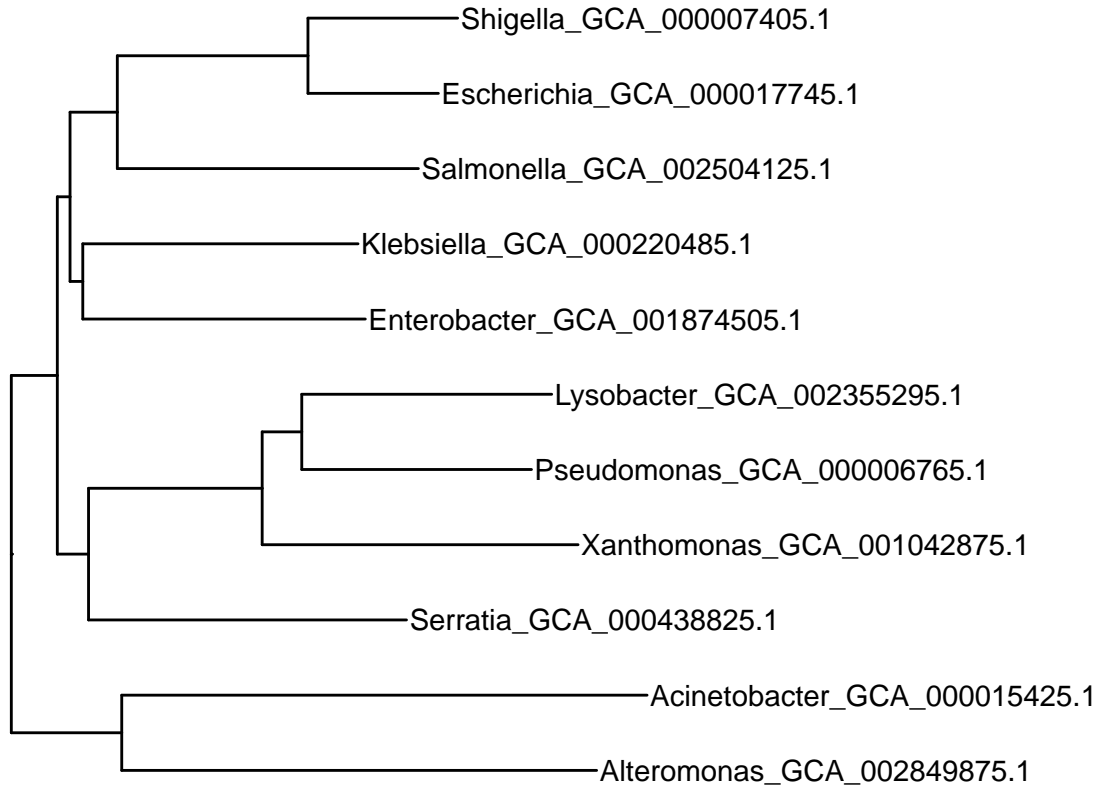 Shigella_GCA_000007405.1
Escherichia_GCA_000017745.1
Salmonella_GCA_002504125.1
Klebsiella_GCA_000220485.1
Enterobacter_GCA_001874505.1
Lysobacter_GCA_002355295.1
Pseudomonas_GCA_000006765.1
Xanthomonas_GCA_001042875.1
Serratia_GCA_000438825.1
Acinetobacter_GCA_000015425.1
Alteromonas_GCA_002849875.1